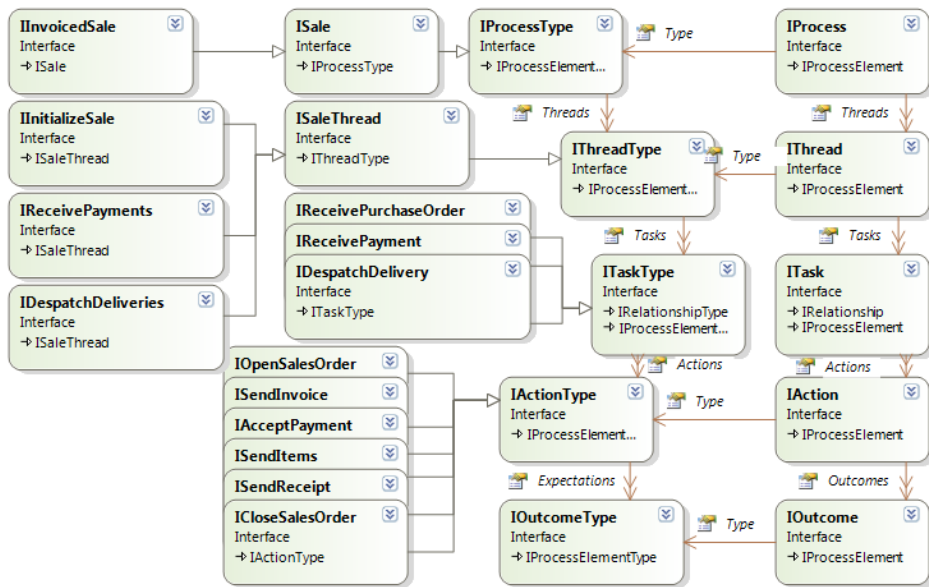 IInvoicedSale
Interface
→ ISale
ISale
Interface
→ IProcessType
IProcessType
Interface
→ IProcessElement...
Type
IProcess
Interface
→ IProcessElement
Threads
Threads
IInitializeSale
Interface
→ ISaleThread
ISaleThread
Interface
→ IThreadType
IThreadType
Interface
→ IProcessElement...
Type
IThread
Interface
→ IProcessElement
Tasks
Tasks
IReceivePayments
Interface
→ ISaleThread
IReceivePurchaseOrder
IReceivePayment
IDespatchDelivery
Interface
→ ITaskType
ITaskType
Interface
→ IRelationshipType
→ IProcessElement...
ITask
Interface
→ IRelationship
→ IProcessElement
IDespatchDeliveries
Interface
→ ISaleThread
Actions
Actions
IOpenSalesOrder
ISendInvoice
IAcceptPayment
ISendItems
ISendReceipt
ICloseSalesOrder
Interface
→ IActionType
IActionType
Interface
→ IProcessElement...
Type
IAction
Interface
→ IProcessElement
Expectations
Outcomes
IOutcomeType
Interface
→ IProcessElementType
Type
IOutcome
Interface
→ IProcessElement